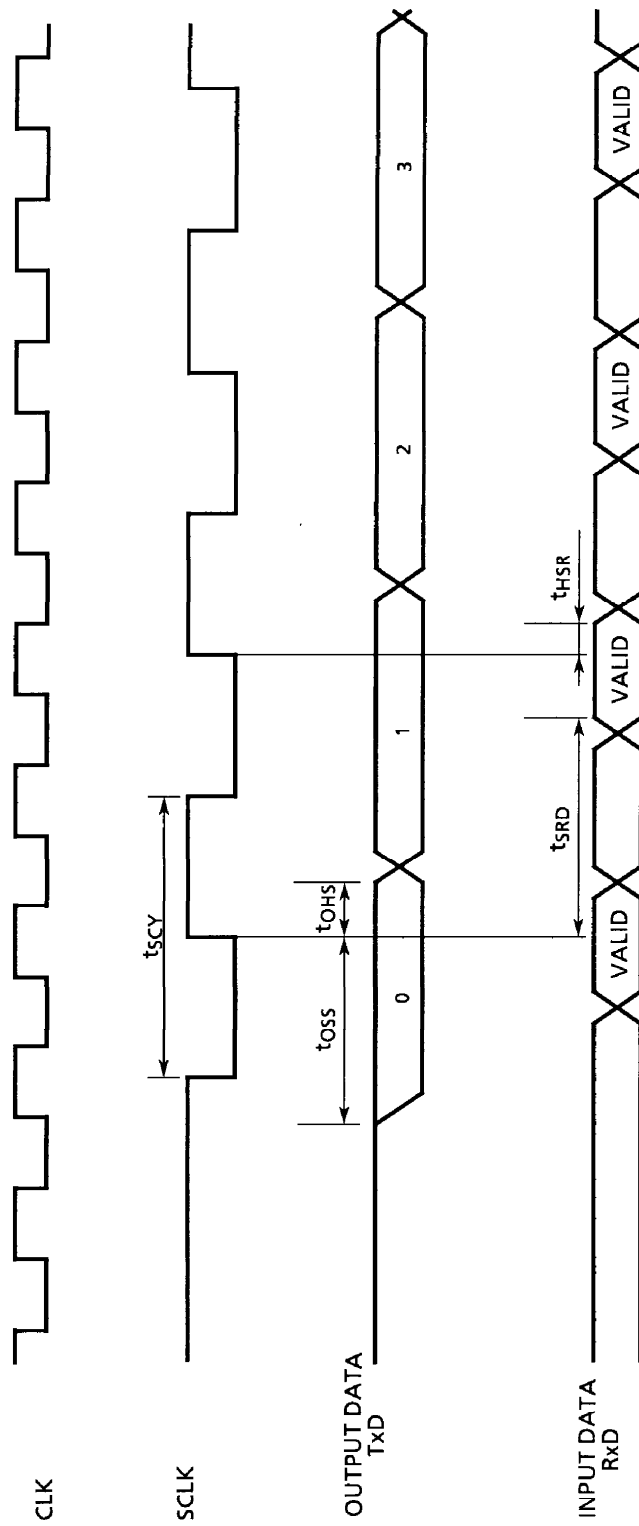 CLK
SCLK
tSCY
OUTPUT DATA
TxD
tOSS
tOHS
0
1
2
3
INPUT DATA
RxD
tSRD
tHSR
VALID
VALID
VALID
VALID